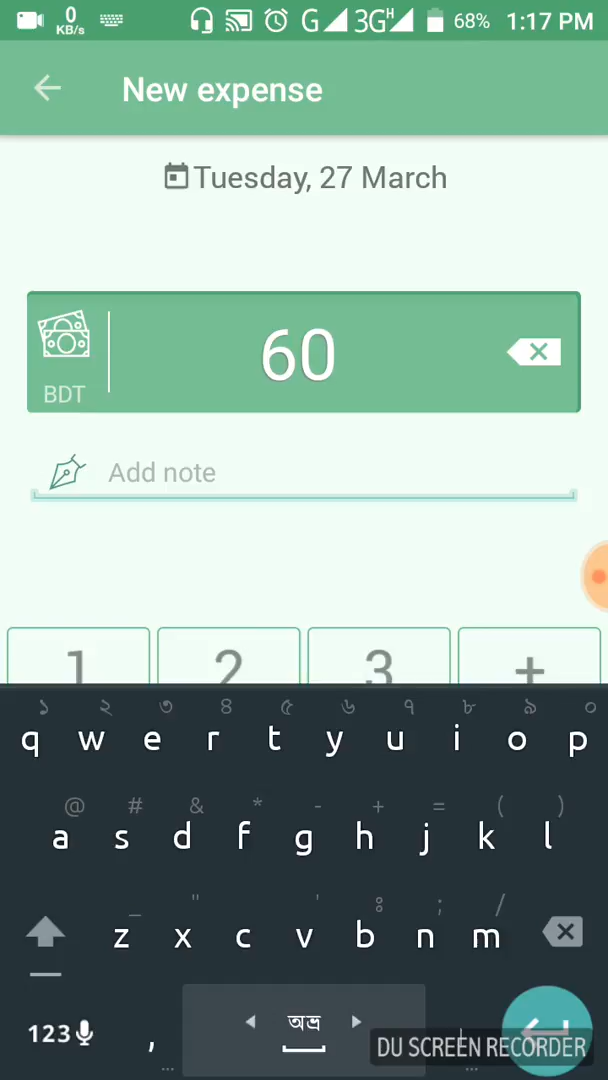 0 KB/s G 3G H 68% 1:17 PM
New expense
Tuesday, 27 March
60
BDT
Add note
1 2 3 +
১ ২ ৩ ৪ ৫ ৬ ৭ ৮ ৯ ০
q w e r t y u i o p
@ # & * - + = ( )
a s d f g h j k l
_ " ' ঃ ; /
z x c v b n m
123 , অভ্র
DU SCREEN RECORDER